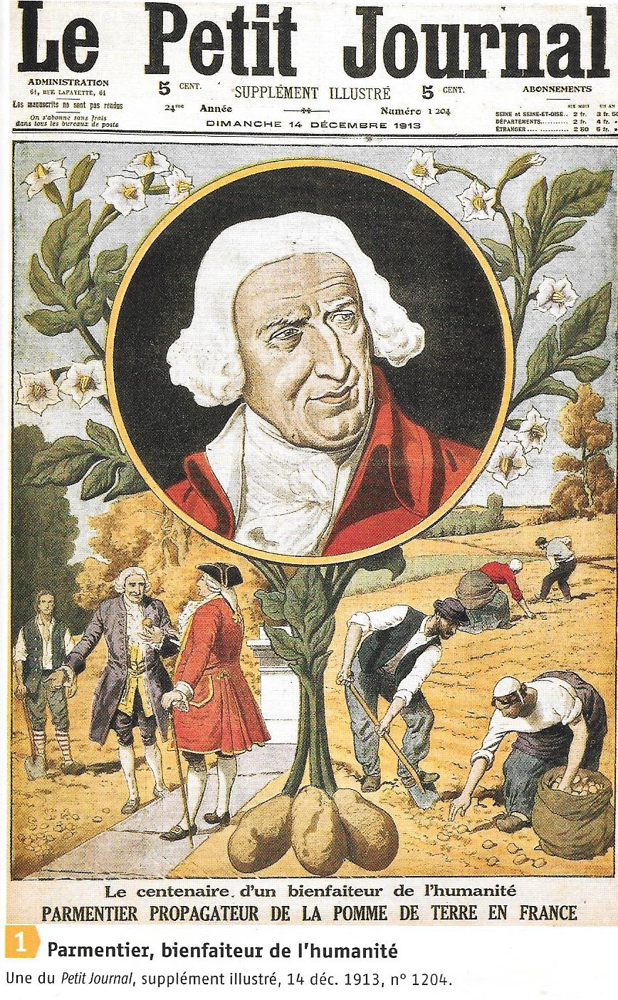 Le Petit Journal
ADMINISTRATION
61, RUE LAFAYETTE, 61
Les manuscrits ne sont pas rendus
On s'abonne sans frais
dans tous les bureaux de poste
5 CENT.
SUPPLÉMENT ILLUSTRÉ
5 CENT.
24me Année
Numéro 1 204
DIMANCHE 14 DÉCEMBRE 1913
ABONNEMENTS
SIX MOIS UN AN
SEINE et SEINE-ET-OISE.. 2 fr. 3 fr. 50
DÉPARTEMENTS.......... 2 fr. 4 fr. »
ÉTRANGER .... ........... 2 50 5 fr. »
Le centenaire d'un bienfaiteur de l'humanité
PARMENTIER PROPAGATEUR DE LA POMME DE TERRE EN FRANCE
1 Parmentier, bienfaiteur de l'humanité
Une du Petit Journal, supplément illustré, 14 déc. 1913, n° 1204.